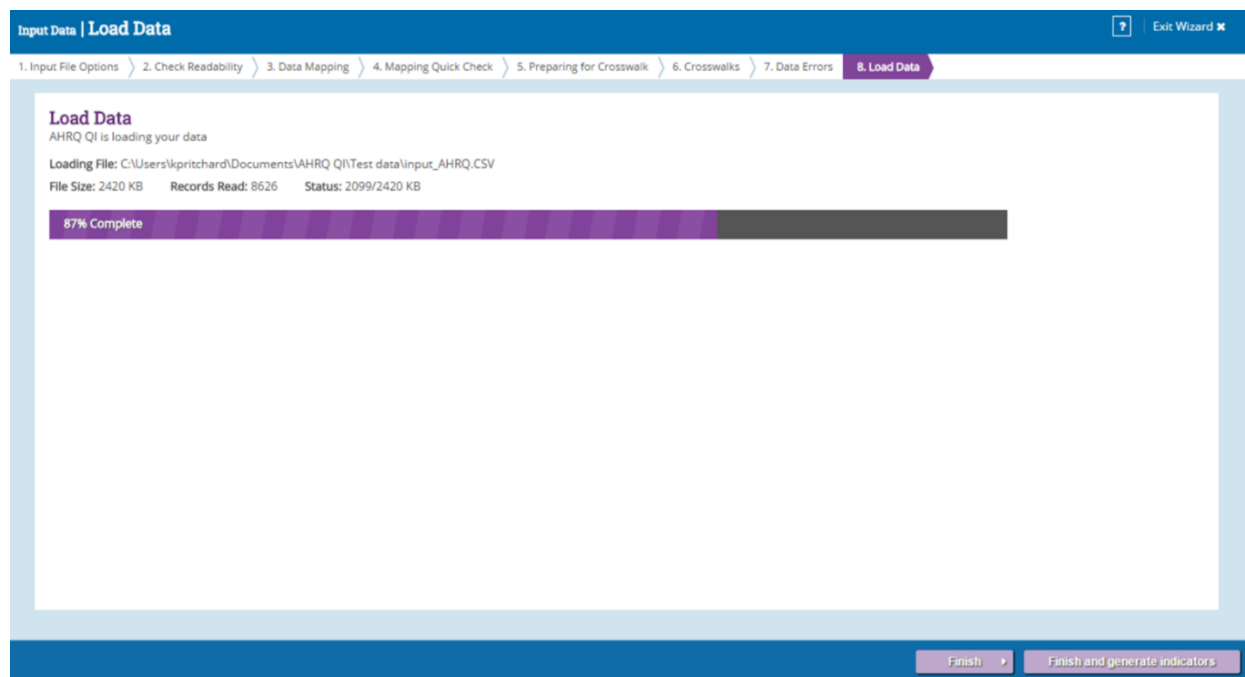 Input Data | Load Data
? Exit Wizard ✖
1. Input File Options 2. Check Readability 3. Data Mapping 4. Mapping Quick Check 5. Preparing for Crosswalk 6. Crosswalks 7. Data Errors 8. Load Data
Load Data
AHRQ QI is loading your data
Loading File: C:\Users\kpritchard\Documents\AHRQ QI\Test data\input_AHRQ.CSV
File Size: 2420 KB Records Read: 8626 Status: 2099/2420 KB
87% Complete
Finish Finish and generate indicators